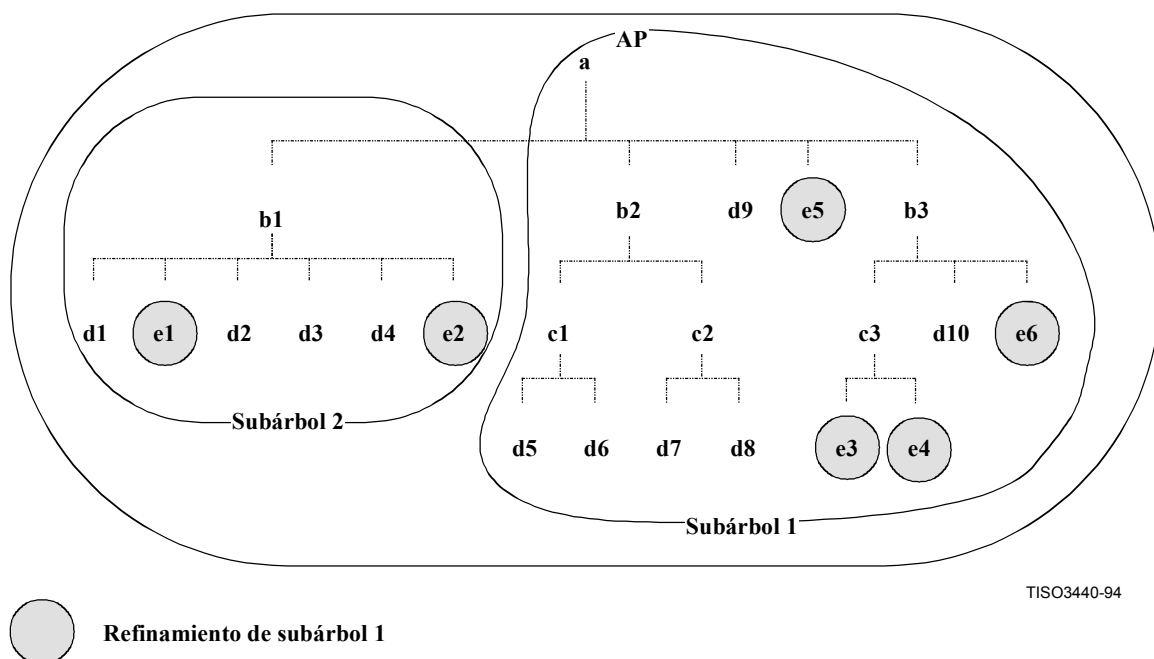 AP
a
b1 b2 d9 e5 b3
d1 e1 d2 d3 d4 e2 c1 c2 c3 d10 e6
Subárbol 2 d5 d6 d7 d8 e3 e4
Subárbol 1
TISO3440-94
Refinamiento de subárbol 1